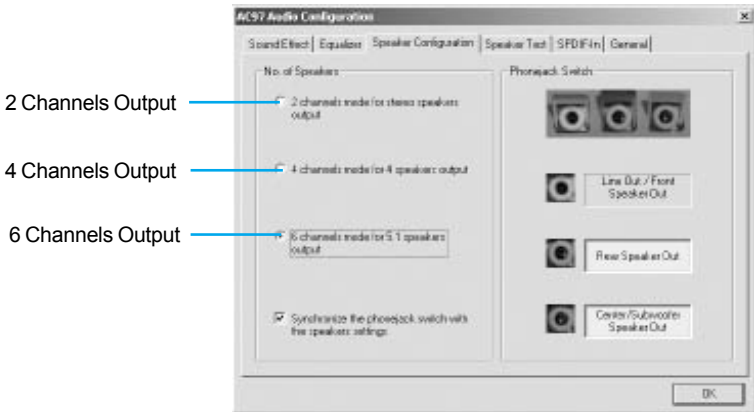 AC97 Audio Configuration
Sound Effect
Equalizer
Speaker Configuration
Speaker Test
SPDIF-In
General
No. of Speakers
2 Channels Output
2 channels mode for stereo speakers
output
4 Channels Output
4 channels mode for 4 speakers output
6 Channels Output
6 channels mode for 5.1 speakers
output
Synchronize the phonejack switch with
the speakers settings
Phonejack Switch
Line Out / Front
Speaker Out
Rear Speaker Out
Center/Subwoofer
Speaker Out
OK